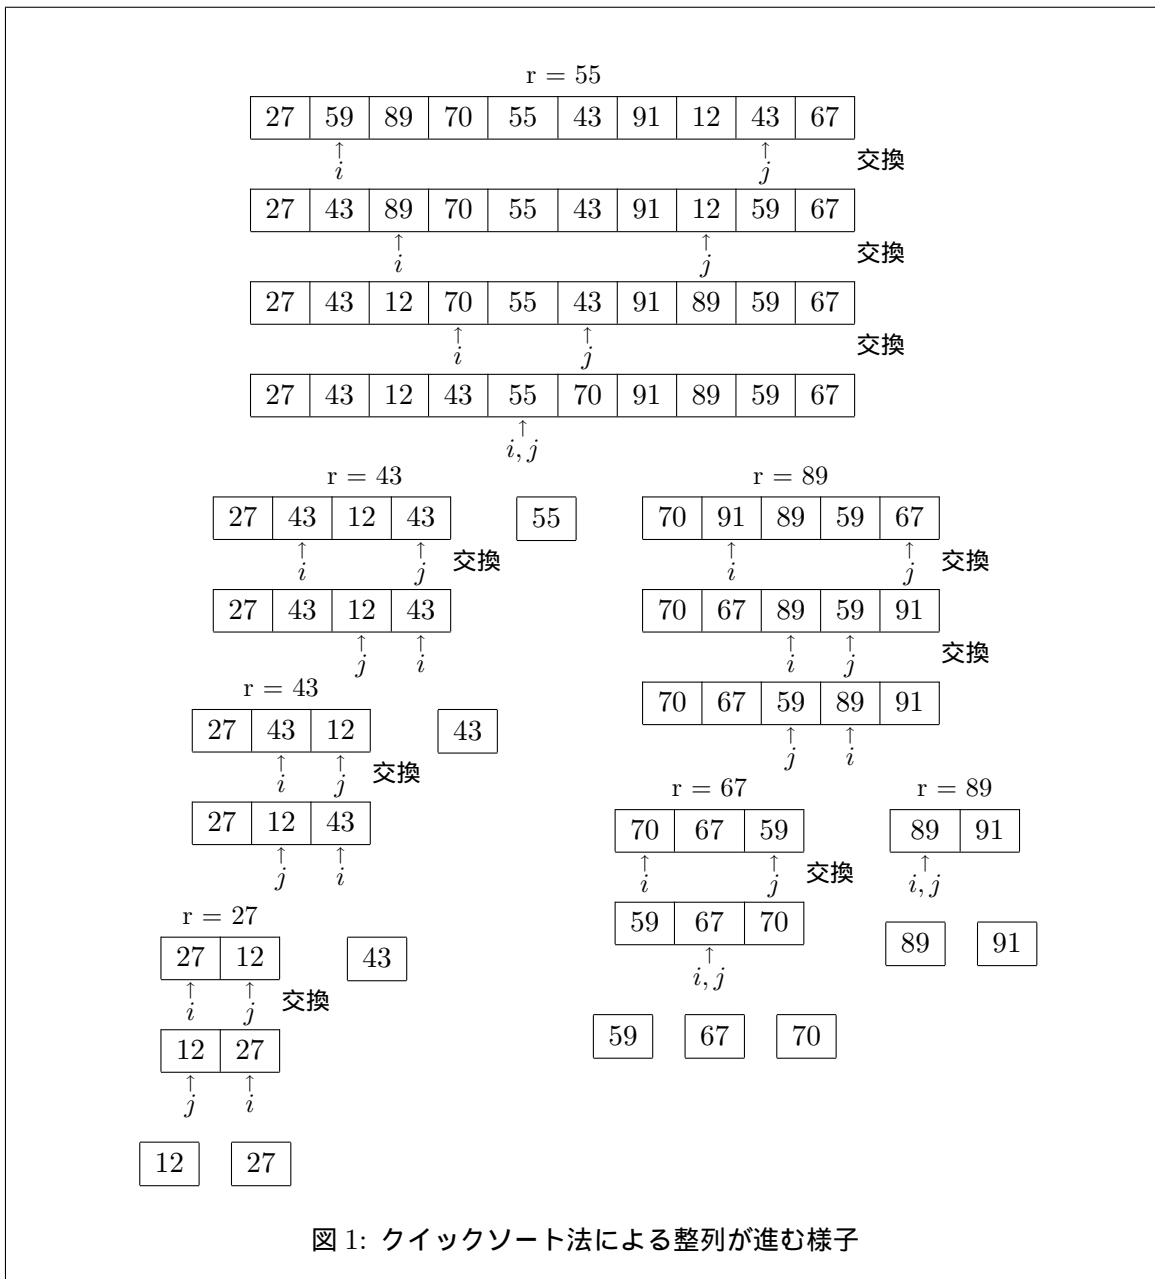 r = 55
27 59 89 70 55 43 91 12 43 67
↑ ↑ 交換
i j
27 43 89 70 55 43 91 12 59 67
↑ ↑ 交換
i j
27 43 12 70 55 43 91 89 59 67
↑ ↑ 交換
i j
27 43 12 43 55 70 91 89 59 67
↑
i, j
r = 43 r = 89
27 43 12 43 55 70 91 89 59 67
↑ ↑ 交換 ↑ ↑ 交換
i j i j
27 43 12 43 70 67 89 59 91
↑ ↑ ↑ ↑ 交換
j i i j
r = 43
27 43 12 43 70 67 59 89 91
↑ ↑ 交換 ↑ ↑
i j j i
r = 67 r = 89
27 12 43 70 67 59 89 91
↑ ↑ ↑ ↑ 交換 ↑
j i i j i, j
r = 27 59 67 70 89 91
27 12 43 ↑
↑ ↑ 交換 i, j
i j
12 27 59 67 70
↑ ↑
j i
12 27
図 1: クイックソート法による整列が進む様子